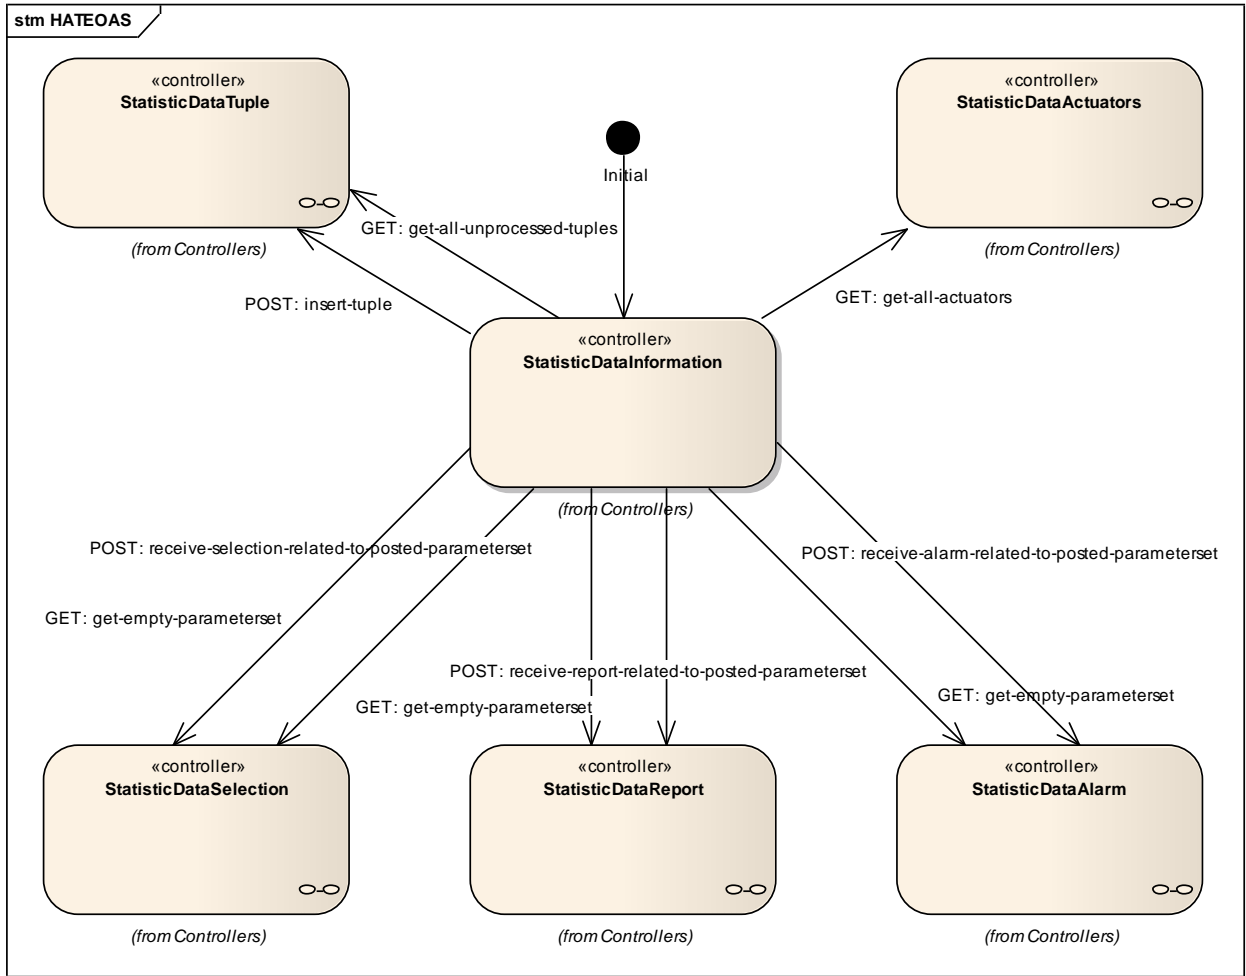 stm HATEOAS
«controller»
StatisticDataTuple
(from Controllers)
«controller»
StatisticDataActuators
(from Controllers)
Initial
GET: get-all-unprocessed-tuples
POST: insert-tuple
GET: get-all-actuators
«controller»
StatisticDataInformation
(from Controllers)
POST: receive-selection-related-to-posted-parameterset
POST: receive-alarm-related-to-posted-parameterset
GET: get-empty-parameterset
POST: receive-report-related-to-posted-parameterset
GET: get-empty-parameterset
GET: get-empty-parameterset
«controller»
StatisticDataSelection
(from Controllers)
«controller»
StatisticDataReport
(from Controllers)
«controller»
StatisticDataAlarm
(from Controllers)